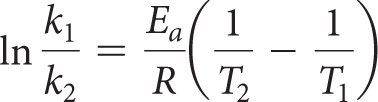 ln k₁/k₂ = Eₐ/R (1/T₂ − 1/T₁)